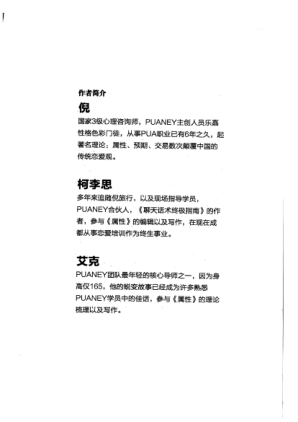 作者简介
倪
国家3级心理咨询师，PUANEY主创人员乐嘉
性格色彩门徒，从事PUA职业已有6年之久，起
著名理论：属性、预期、交易数次颠覆中国的
传统恋爱观。
柯李思
多年来追随倪旅行，以及现场指导学员，
PUANEY合伙人，《聊天话术终极指南》的作
者，参与《属性》的编辑以及写作，在现在成
都从事恋爱培训作为终生事业。
艾克
PUANEY团队最年轻的核心导师之一，因为身
高仅165，他的蜕变故事已经成为许多熟悉
PUANEY学员中的佳话，参与《属性》的理论
梳理以及写作。